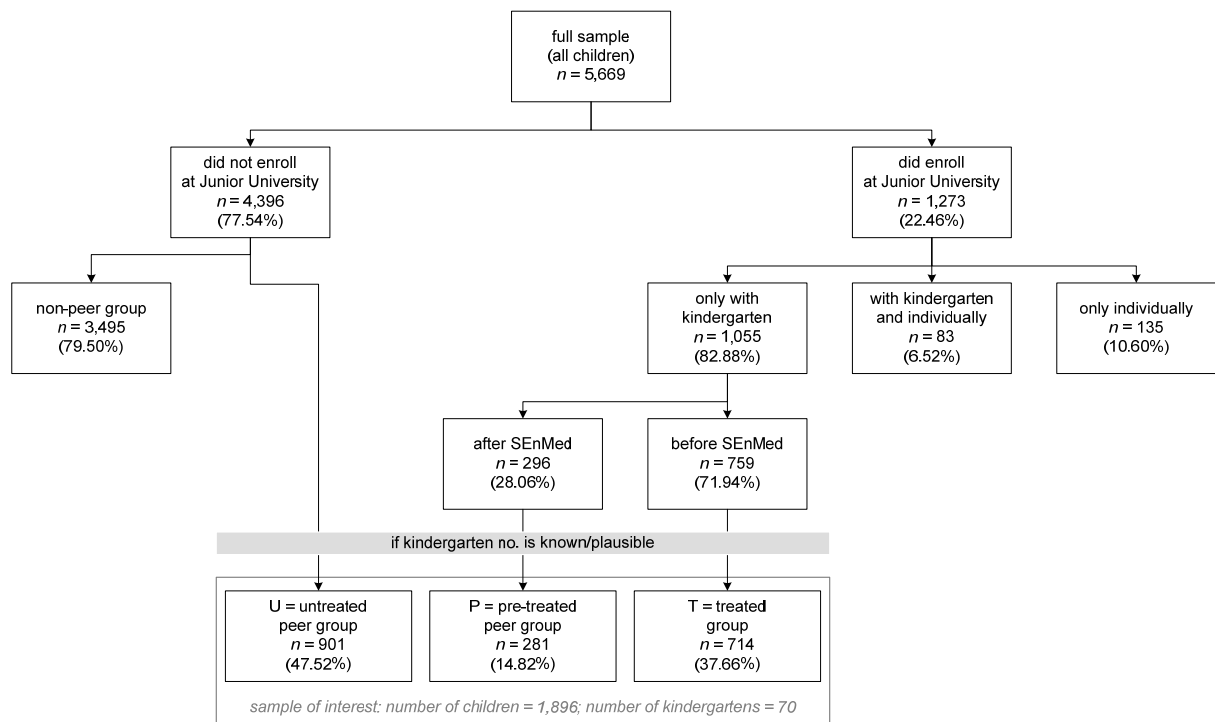 full sample
(all children)
n = 5,669
did not enroll
at Junior University
n = 4,396
(77.54%)
did enroll
at Junior University
n = 1,273
(22.46%)
non-peer group
n = 3,495
(79.50%)
only with
kindergarten
n = 1,055
(82.88%)
with kindergarten
and individually
n = 83
(6.52%)
only individually
n = 135
(10.60%)
after SEnMed
n = 296
(28.06%)
before SEnMed
n = 759
(71.94%)
if kindergarten no. is known/plausible
U = untreated
peer group
n = 901
(47.52%)
P = pre-treated
peer group
n = 281
(14.82%)
T = treated
group
n = 714
(37.66%)
sample of interest: number of children = 1,896; number of kindergartens = 70